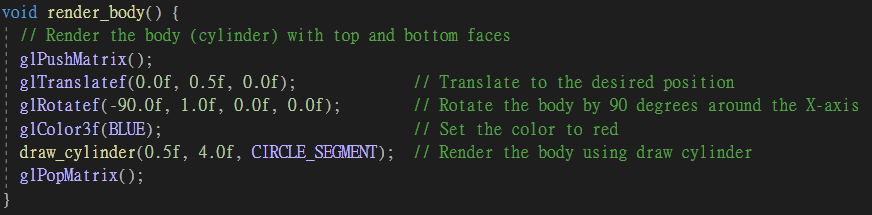 void render_body() {
// Render the body (cylinder) with top and bottom faces
glPushMatrix();
glTranslatef(0.0f, 0.5f, 0.0f); // Translate to the desired position
glRotatef(-90.0f, 1.0f, 0.0f, 0.0f); // Rotate the body by 90 degrees around the X-axis
glColor3f(BLUE); // Set the color to red
draw_cylinder(0.5f, 4.0f, CIRCLE_SEGMENT); // Render the body using draw cylinder
glPopMatrix();
}